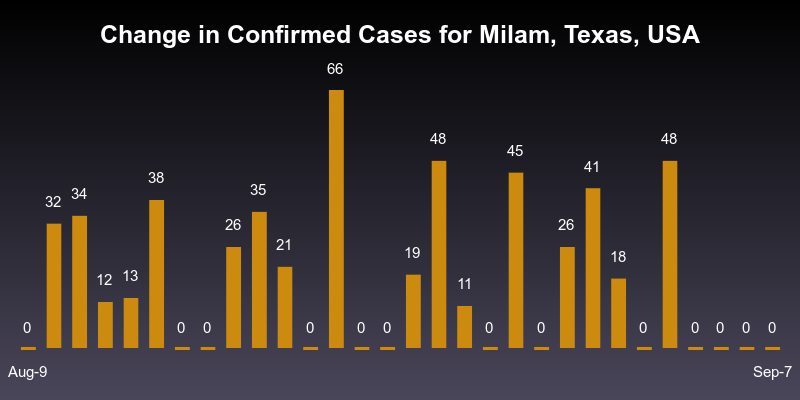 Change in Confirmed Cases for Milam, Texas, USA
0 32 34 12 13 38 0 0 26 35 21 0 66 0 0 19 48 11 0 45 0 26 41 18 0 48 0 0 0 0
Aug-9 Sep-7